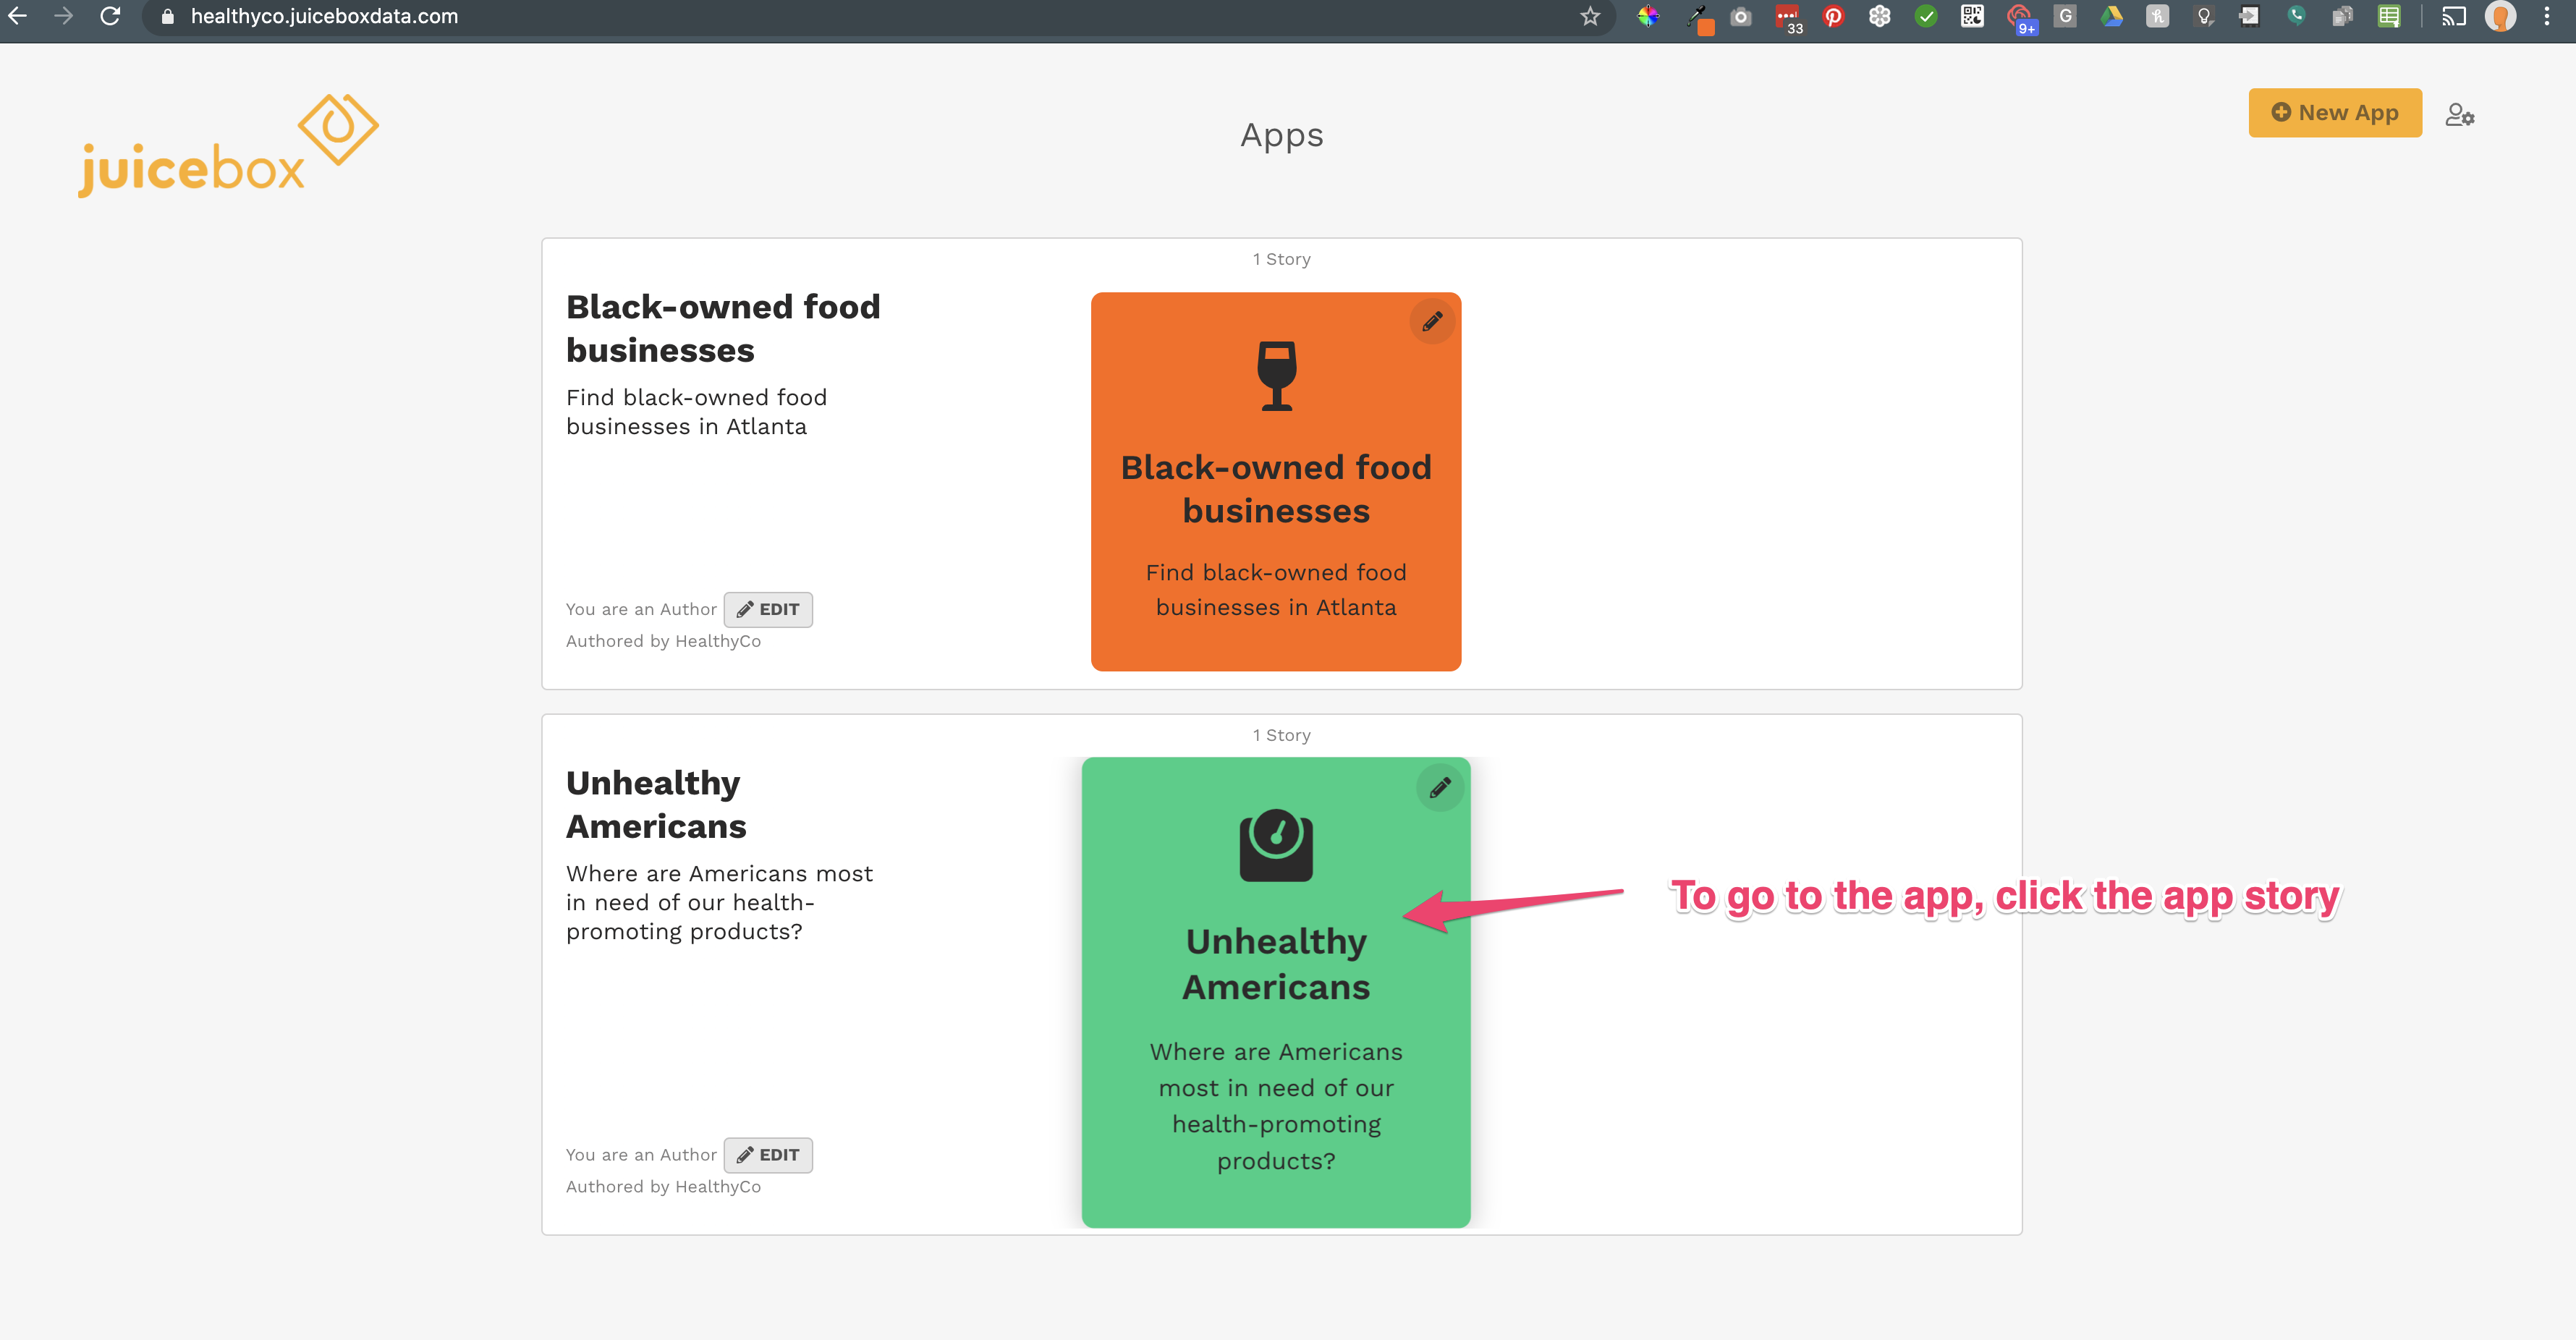 healthyco.juiceboxdata.com
33
9+
G
juicebox
Apps
New App
1 Story
Black-owned food
businesses
Find black-owned food
businesses in Atlanta
You are an Author EDIT
Authored by HealthyCo
Black-owned food
businesses
Find black-owned food
businesses in Atlanta
1 Story
Unhealthy
Americans
Where are Americans most
in need of our health-
promoting products?
You are an Author EDIT
Authored by HealthyCo
Unhealthy
Americans
Where are Americans
most in need of our
health-promoting
products?
To go to the app, click the app story